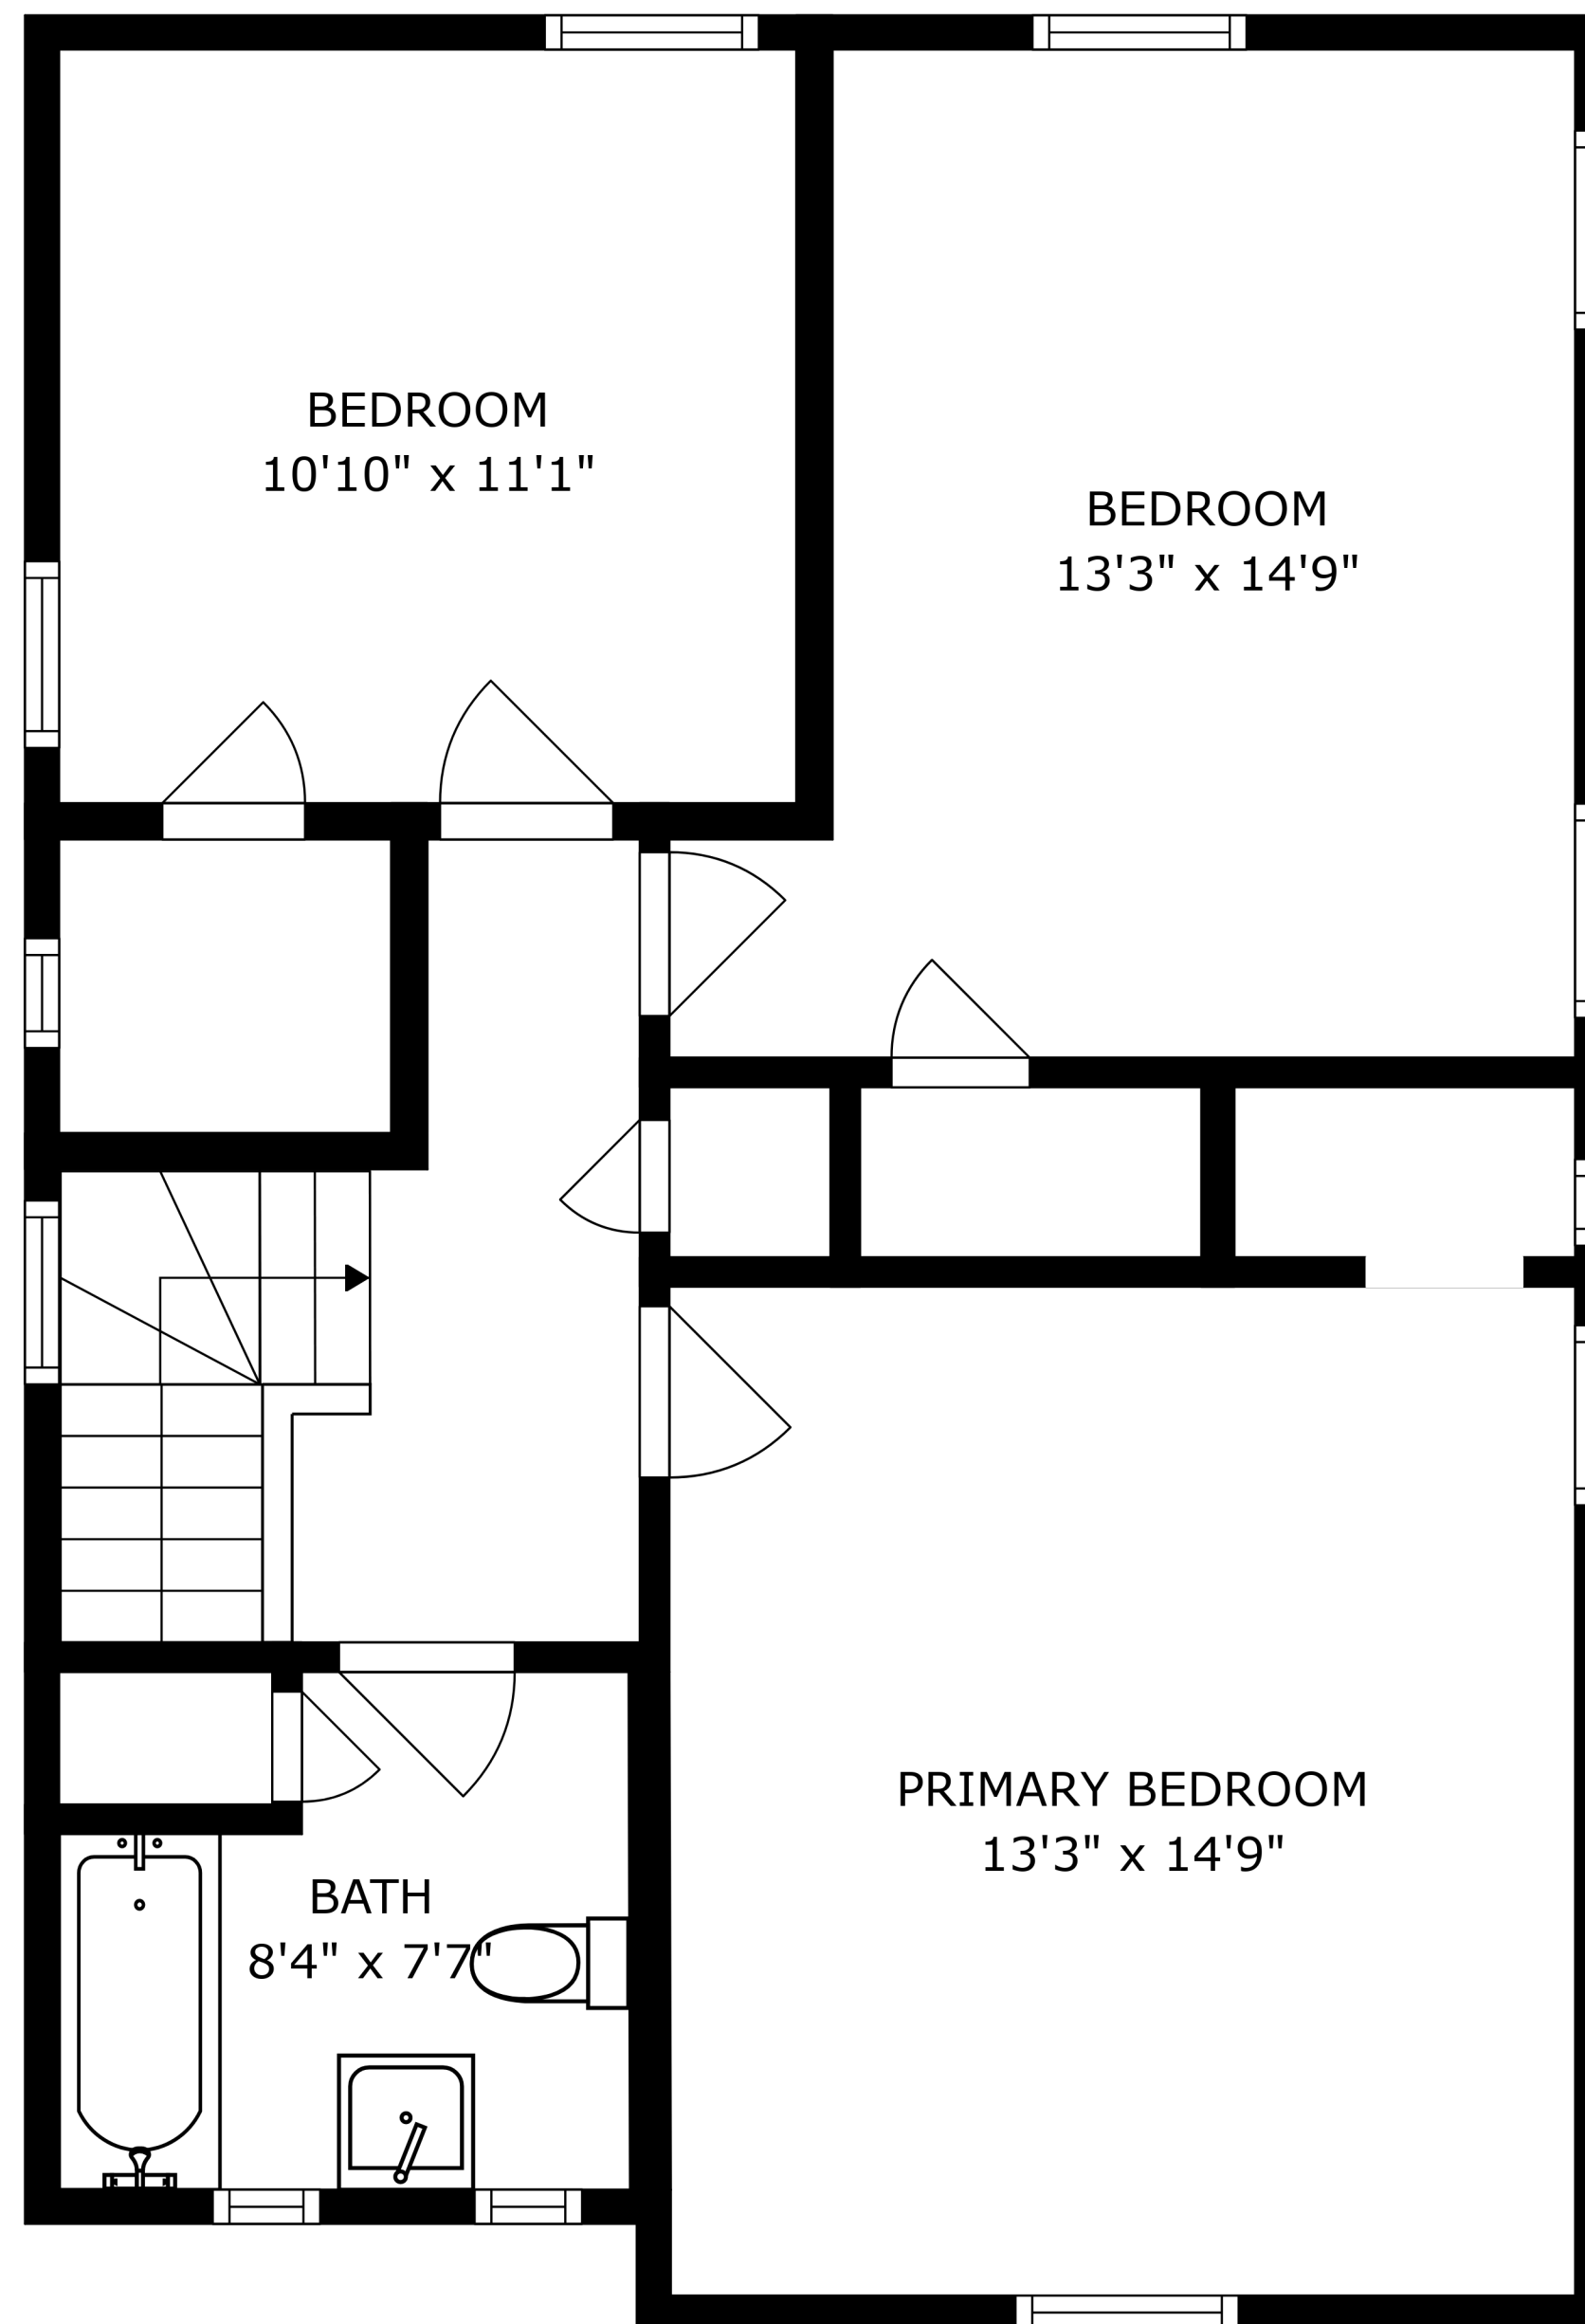 BEDROOM
10'10" x 11'1"
BEDROOM
13'3" x 14'9"
PRIMARY BEDROOM
13'3" x 14'9"
BATH
8'4" x 7'7"